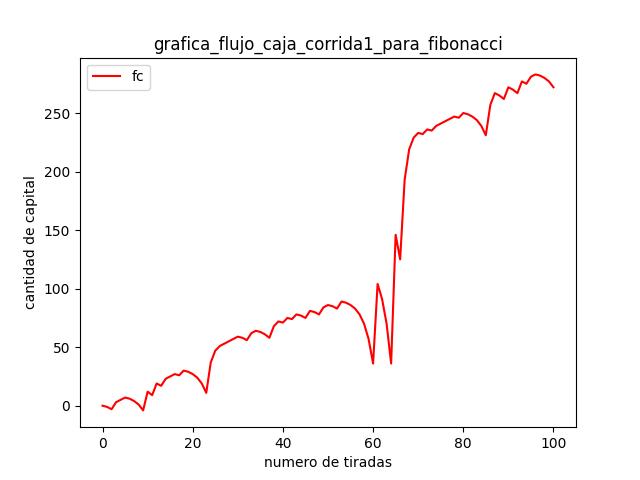 grafica_flujo_caja_corrida1_para_fibonacci
fc
cantidad de capital
250
200
150
100
50
0
0 20 40 60 80 100
numero de tiradas